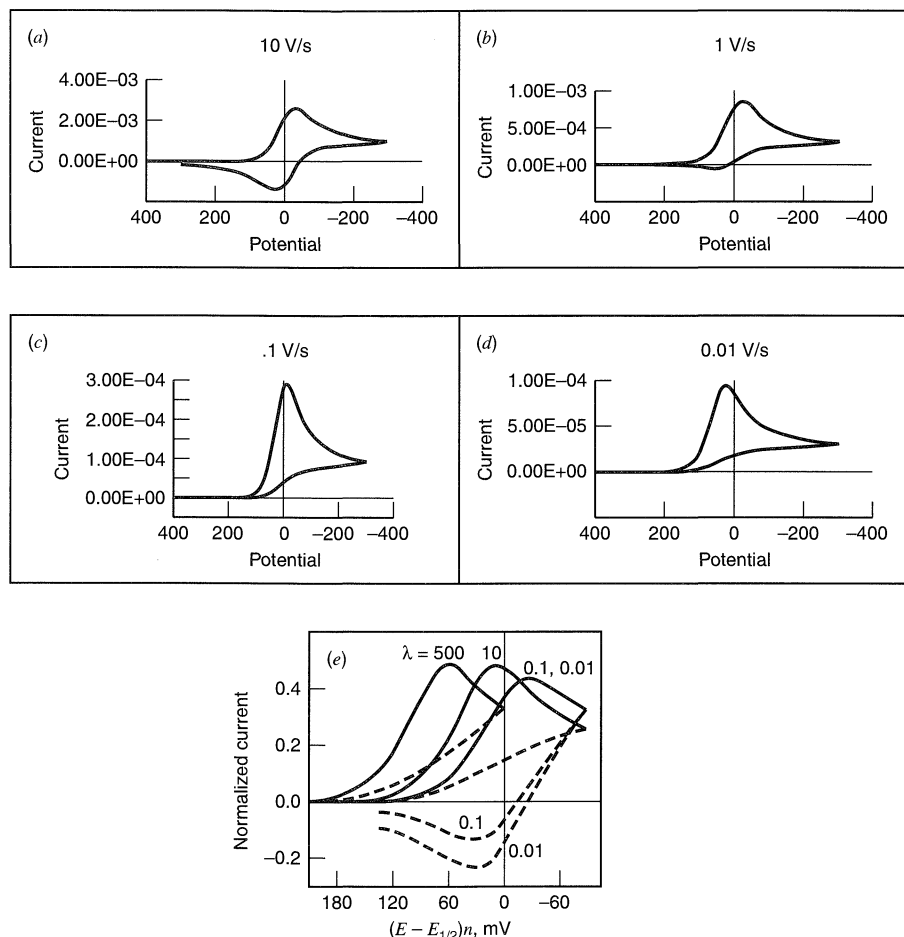 (a)
10 V/s
4.00E−03
2.00E−03
0.00E+00
Current
400 200 0 −200 −400
Potential
(b)
1 V/s
1.00E−03
5.00E−04
0.00E+00
Current
400 200 0 −200 −400
Potential
(c)
.1 V/s
3.00E−04
2.00E−04
1.00E−04
0.00E+00
Current
400 200 0 −200 −400
Potential
(d)
0.01 V/s
1.00E−04
5.00E−05
0.00E+00
Current
400 200 0 −200 −400
Potential
(e)
λ = 500 10 0.1, 0.01
0.4
0.2
0.0
−0.2
Normalized current
0.1
0.01
180 120 60 0 −60
(E − E1/2)n, mV